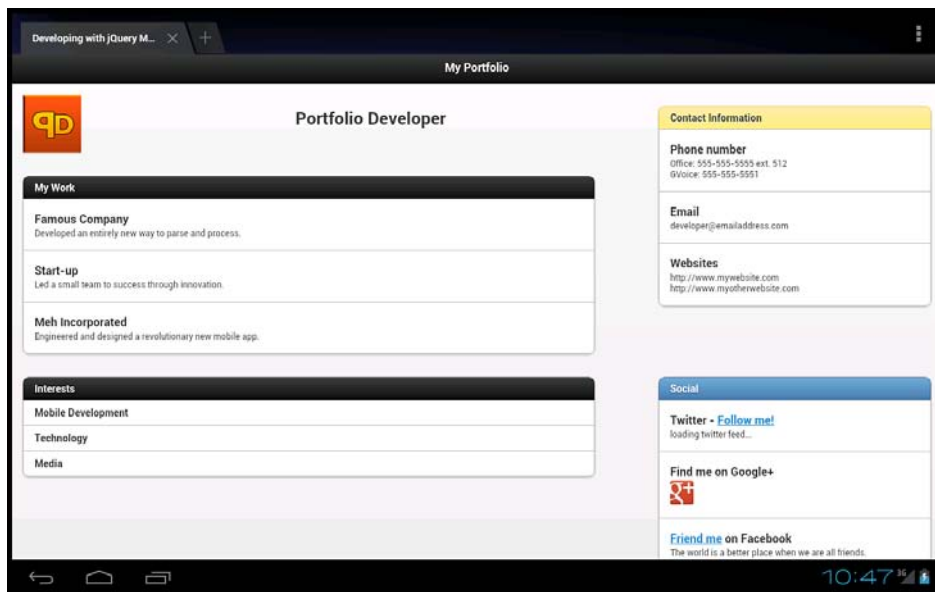 Developing with jQuery M...
My Portfolio
Portfolio Developer
My Work
Famous Company
Developed an entirely new way to parse and process.
Start-up
Led a small team to success through innovation.
Meh Incorporated
Engineered and designed a revolutionary new mobile app.
Interests
Mobile Development
Technology
Media
Contact Information
Phone number
Office: 555-555-5555 ext. 512
GVoice: 555-555-5551
Email
developer@emailaddress.com
Websites
http://www.mywebsite.com
http://www.myotherwebsite.com
Social
Twitter - Follow me!
loading twitter feed...
Find me on Google+
g+
Friend me on Facebook
The world is a better place when we are all friends.
10:47 3G